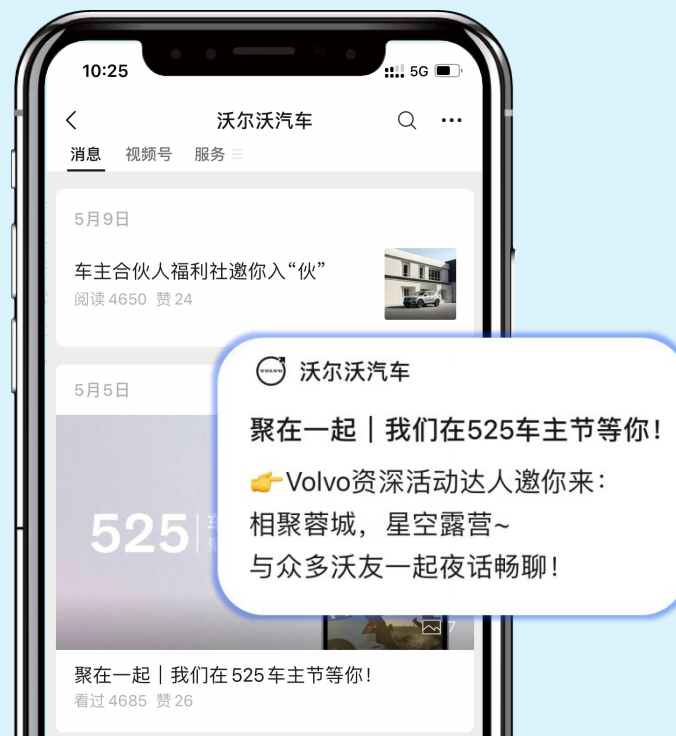 10:25
5G
沃尔沃汽车
消息 视频号 服务
5月9日
车主合伙人福利社邀你入“伙”
阅读 4650 赞 24
5月5日
525
VOLVO
沃尔沃汽车
聚在一起｜我们在525车主节等你！
👉Volvo资深活动达人邀你来：
相聚蓉城，星空露营~
与众多沃友一起夜话畅聊！
7
聚在一起｜我们在525车主节等你！
看过 4685 赞 26